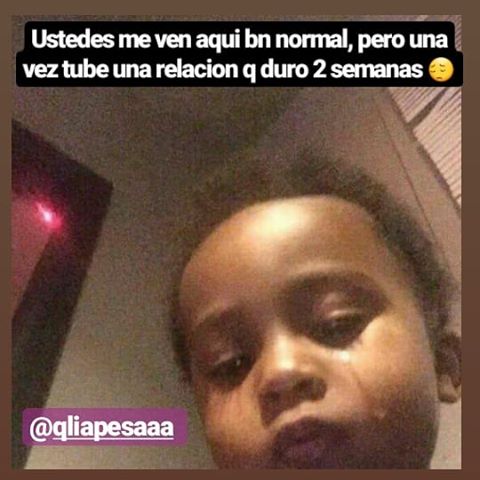 Ustedes me ven aqui bn normal, pero una
vez tube una relacion q duro 2 semanas 😔
@qliapesaaa